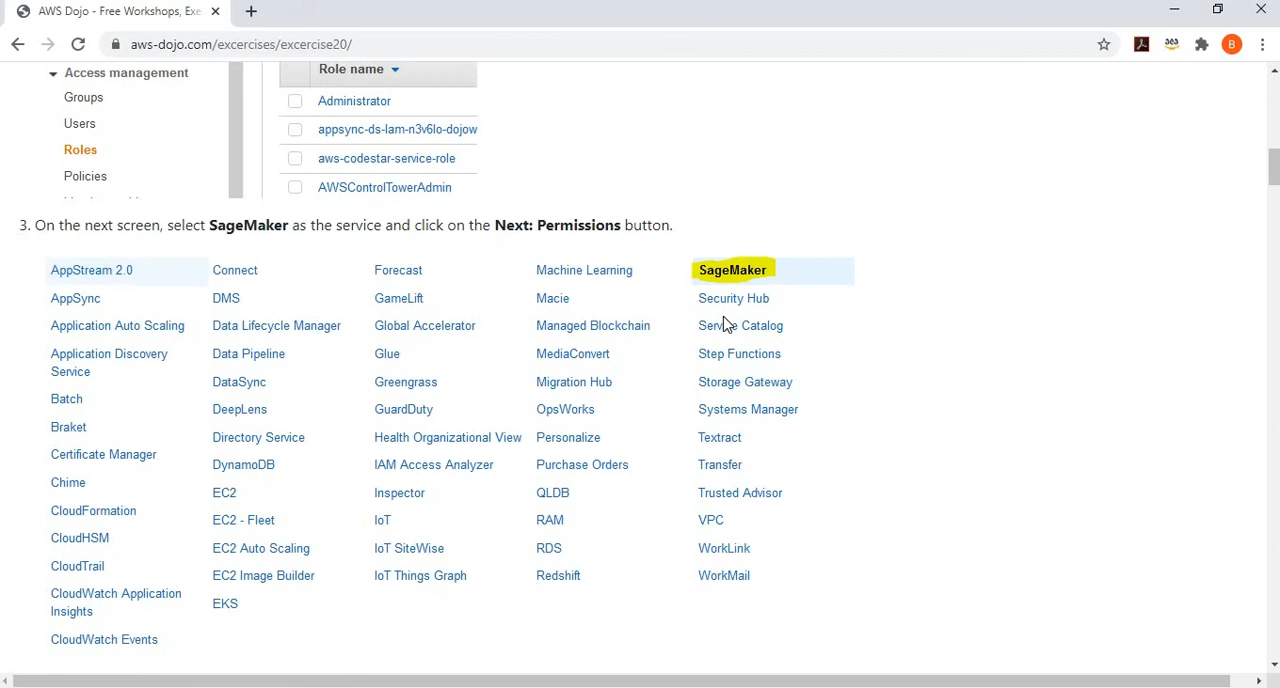 AWS Dojo - Free Workshops, Exe
aws-dojo.com/excercises/excercise20/
B
Access management
Groups
Users
Roles
Policies
Role name
Administrator
appsync-ds-lam-n3v6lo-dojow
aws-codestar-service-role
AWSControlTowerAdmin
3. On the next screen, select SageMaker as the service and click on the Next: Permissions button.
AppStream 2.0
AppSync
Application Auto Scaling
Application Discovery
Service
Batch
Braket
Certificate Manager
Chime
CloudFormation
CloudHSM
CloudTrail
CloudWatch Application
Insights
CloudWatch Events
Connect
DMS
Data Lifecycle Manager
Data Pipeline
DataSync
DeepLens
Directory Service
DynamoDB
EC2
EC2 - Fleet
EC2 Auto Scaling
EC2 Image Builder
EKS
Forecast
GameLift
Global Accelerator
Glue
Greengrass
GuardDuty
Health Organizational View
IAM Access Analyzer
Inspector
IoT
IoT SiteWise
IoT Things Graph
Machine Learning
Macie
Managed Blockchain
MediaConvert
Migration Hub
OpsWorks
Personalize
Purchase Orders
QLDB
RAM
RDS
Redshift
SageMaker
Security Hub
Service Catalog
Step Functions
Storage Gateway
Systems Manager
Textract
Transfer
Trusted Advisor
VPC
WorkLink
WorkMail